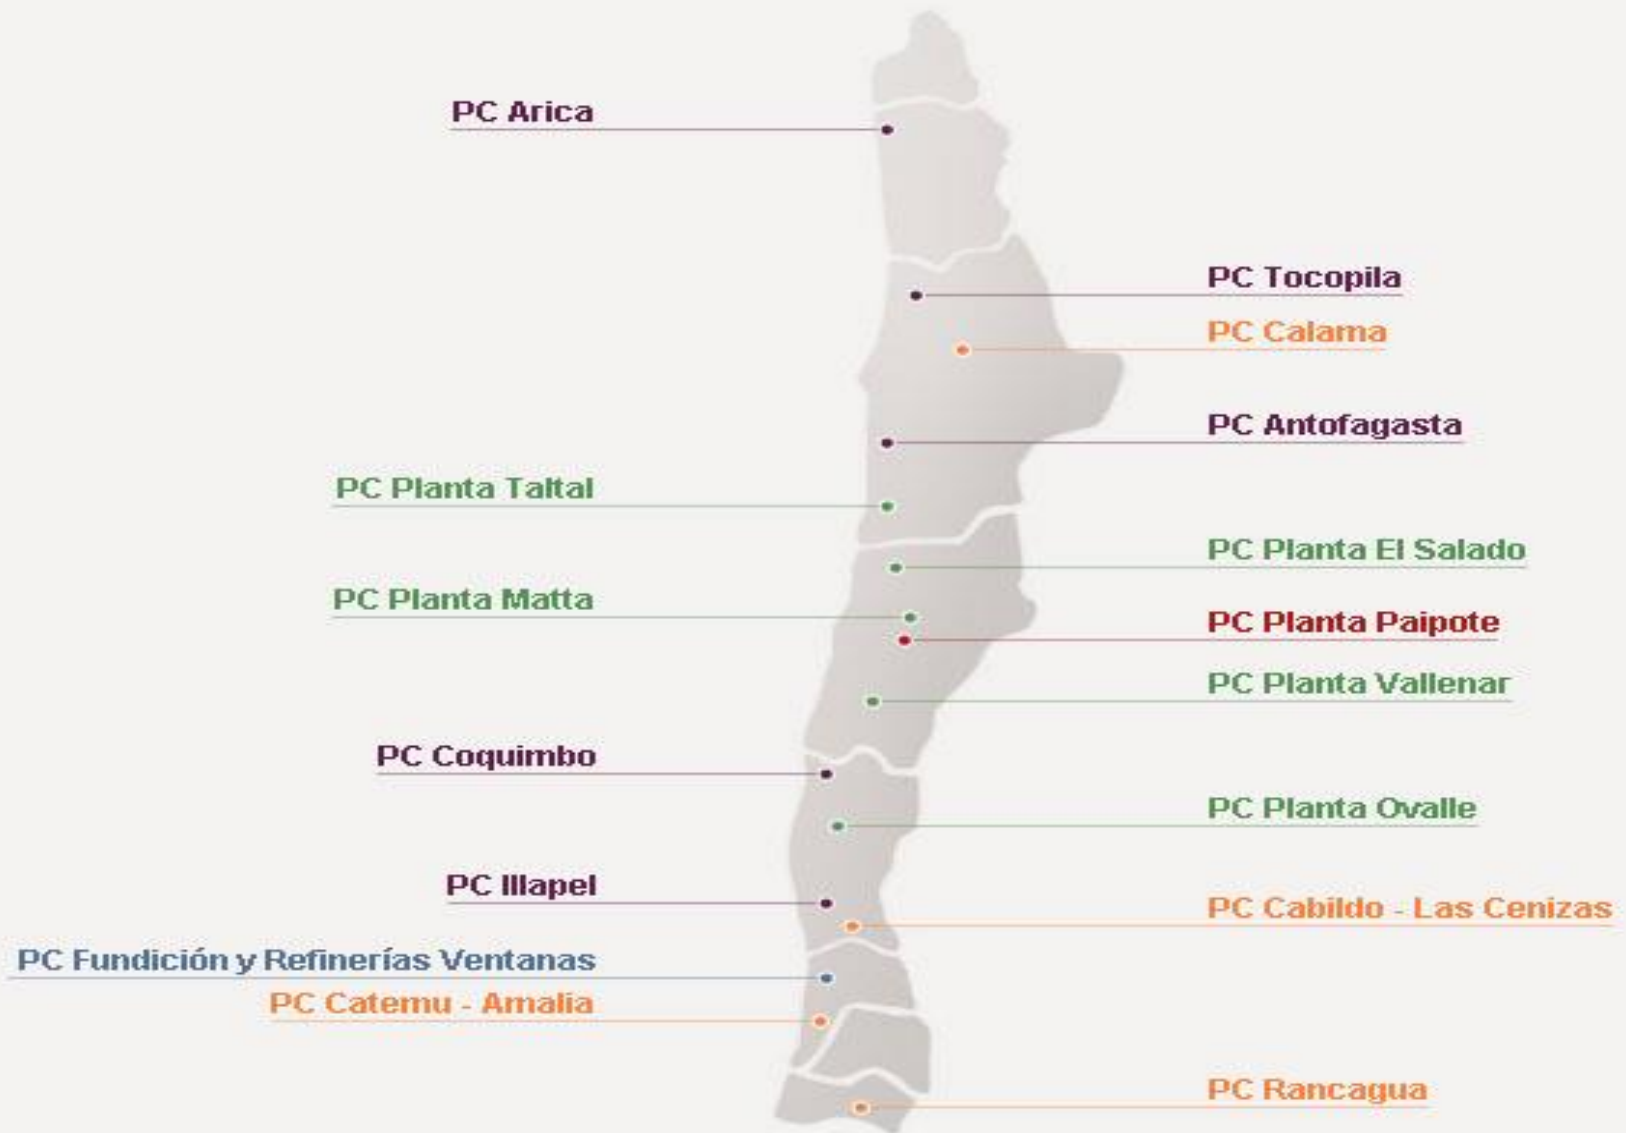 PC Arica
PC Tocopila
PC Calama
PC Antofagasta
PC Planta Taltal
PC Planta El Salado
PC Planta Matta
PC Planta Paipote
PC Planta Vallenar
PC Coquimbo
PC Planta Ovalle
PC Illapel
PC Cabildo - Las Cenizas
PC Fundición y Refinerías Ventanas
PC Catemu - Amalia
PC Rancagua